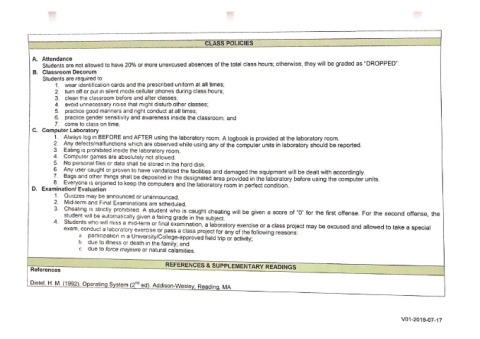 CLASS POLICIES
A. Attendance
Students are not allowed to have 20% or more unexcused absences of the total class hours; otherwise, they will be graded as "DROPPED".
B. Classroom Decorum
Students are required to:
1. wear identification cards and the prescribed uniform at all times;
2. turn off or put in silent mode cellular phones during class hours;
3. clean the classroom before and after classes;
4. avoid unnecessary noise that might disturb other classes;
5. practice good manners and right conduct at all times;
6. practice gender sensitivity and awareness inside the classroom; and
7. come to class on time.
C. Computer Laboratory
1. Always log in BEFORE and AFTER using the laboratory room. A logbook is provided at the laboratory room.
2. Any defects/malfunctions which are observed while using any of the computer units in laboratory should be reported.
3. Eating is prohibited inside the laboratory room.
4. Computer games are absolutely not allowed.
5. No personal files or data shall be stored in the hard disk.
6. Any user caught or proven to have vandalized the facilities and damaged the equipment will be dealt with accordingly.
7. Bags and other things shall be deposited in the designated area provided in the laboratory before using the computer units.
8. Everyone is enjoined to keep the computers and the laboratory room in perfect condition.
D. Examination/ Evaluation
1. Quizzes may be announced or unannounced.
2. Mid-term and Final Examinations are scheduled.
3. Cheating is strictly prohibited. A student who is caught cheating will be given a score of "0" for the first offense. For the second offense, the
student will be automatically given a failing grade in the subject.
4. Students who will miss a mid-term or final examination, a laboratory exercise or a class project may be excused and allowed to take a special
exam, conduct a laboratory exercise or pass a class project for any of the following reasons:
a. participation in a University/College-approved field trip or activity;
b. due to illness or death in the family; and
c. due to force majeure or natural calamities.
REFERENCES & SUPPLEMENTARY READINGS
References
Dietel, H. M. (1992). Operating System (2nd ed). Addison-Wesley, Reading, MA
V01-2019-07-17